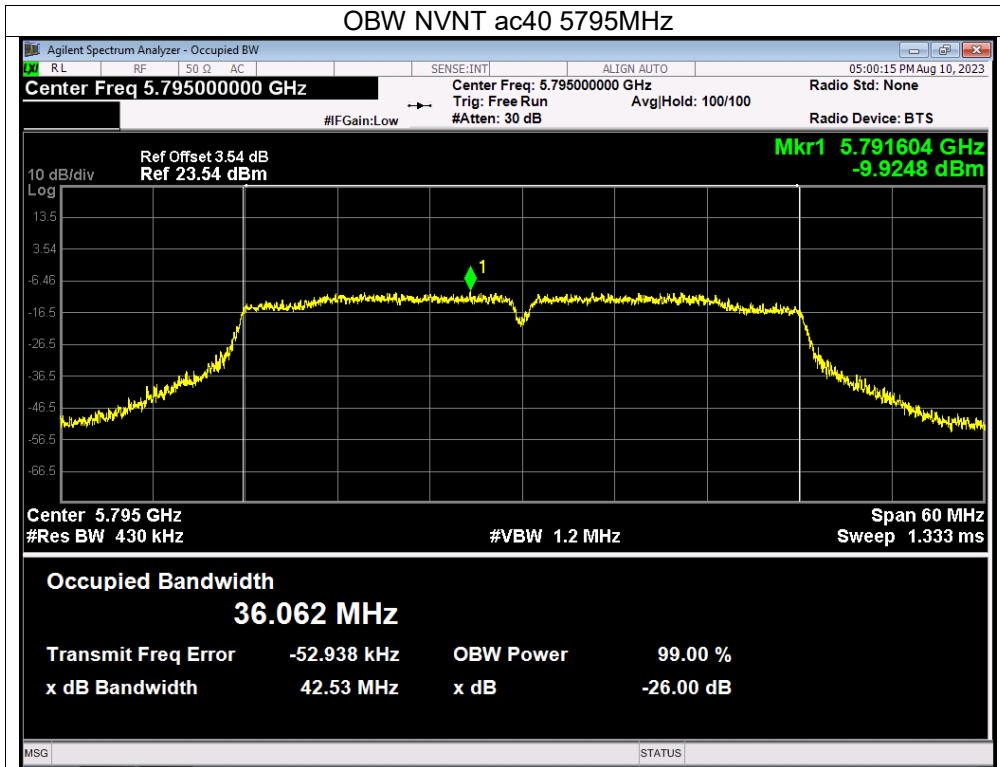 OBW NVNT ac40 5795MHz
Agilent Spectrum Analyzer - Occupied BW
LXI RL RF 50 Ω AC SENSE:INT ALIGN AUTO 05:00:15 PM Aug 10, 2023
Center Freq 5.795000000 GHz Center Freq: 5.795000000 GHz Radio Std: None
Trig: Free Run Avg|Hold: 100/100
#IFGain:Low #Atten: 30 dB Radio Device: BTS
Mkr1 5.791604 GHz
Ref Offset 3.54 dB
-9.9248 dBm
10 dB/div Ref 23.54 dBm
Log
13.5
3.54
1
-6.46
-16.5
-26.5
-36.5
-46.5
-56.5
-66.5
Center 5.795 GHz Span 60 MHz
#Res BW 430 kHz #VBW 1.2 MHz Sweep 1.333 ms
Occupied Bandwidth
36.062 MHz
Transmit Freq Error -52.938 kHz OBW Power 99.00 %
x dB Bandwidth 42.53 MHz x dB -26.00 dB
MSG STATUS